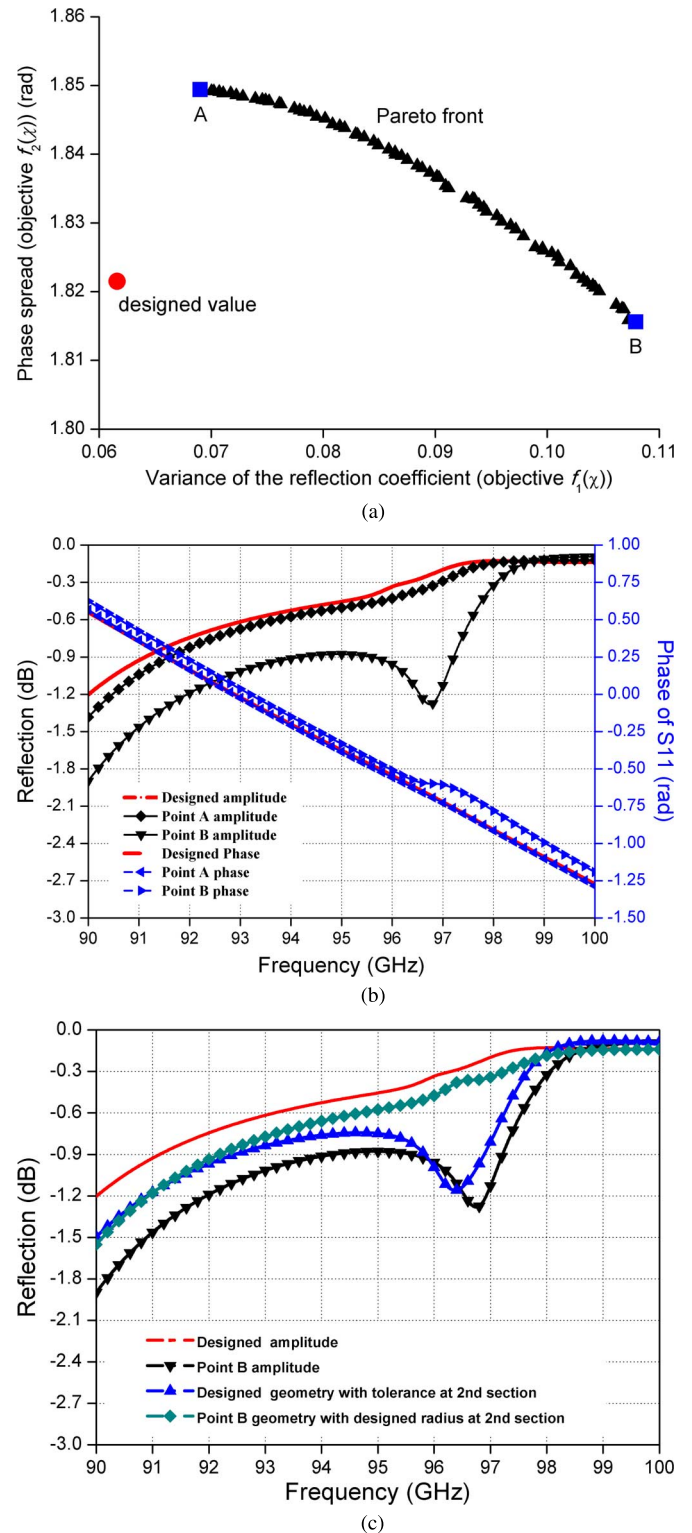 1.86
1.85
1.84
1.83
1.82
1.81
1.80
Phase spread (objective f₂(χ)) (rad)
A
Pareto front
designed value
B
0.06 0.07 0.08 0.09 0.10 0.11
Variance of the reflection coefficient (objective f₁(χ))
(a)
0.0
-0.3
-0.6
-0.9
-1.2
-1.5
-1.8
-2.1
-2.4
-2.7
-3.0
Reflection (dB)
1.00
0.75
0.50
0.25
0.00
-0.25
-0.50
-0.75
-1.00
-1.25
-1.50
Phase of S11 (rad)
Designed amplitude
Point A amplitude
Point B amplitude
Designed Phase
Point A phase
Point B phase
90 91 92 93 94 95 96 97 98 99 100
Frequency (GHz)
(b)
0.0
-0.3
-0.6
-0.9
-1.2
-1.5
-1.8
-2.1
-2.4
-2.7
-3.0
Reflection (dB)
Designed amplitude
Point B amplitude
Designed geometry with tolerance at 2nd section
Point B geometry with designed radius at 2nd section
90 91 92 93 94 95 96 97 98 99 100
Frequency (GHz)
(c)